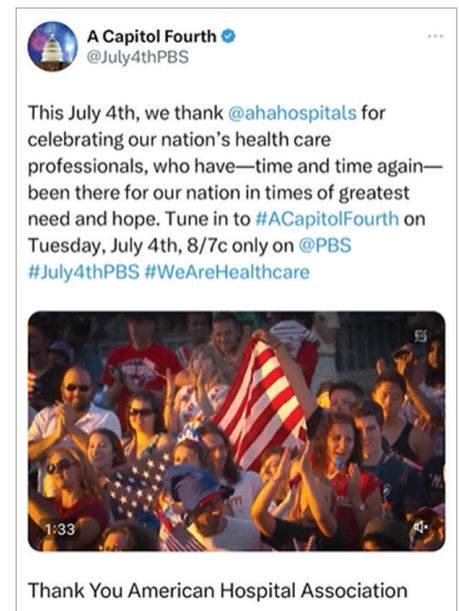 A Capitol Fourth
@July4thPBS
This July 4th, we thank @ahahospitals for
celebrating our nation’s health care
professionals, who have—time and time again—
been there for our nation in times of greatest
need and hope. Tune in to #ACapitolFourth on
Tuesday, July 4th, 8/7c only on @PBS
#July4thPBS #WeAreHealthcare
1:33
Thank You American Hospital Association